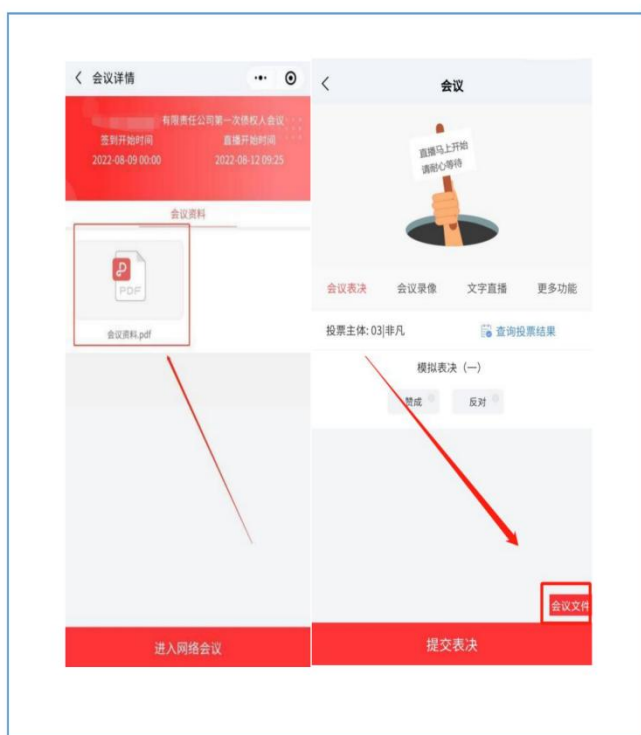 会议详情
有限责任公司第一次债权人会议
签到开始时间
直播开始时间
2022-08-09 00:00
2022-08-12 09:25
会议资料
PDF
会议资料.pdf
进入网络会议
会议
直播马上开始
请耐心等待
会议表决
会议录像
文字直播
更多功能
投票主体: 03|非凡
查询投票结果
模拟表决（一）
赞成
反对
会议文件
提交表决